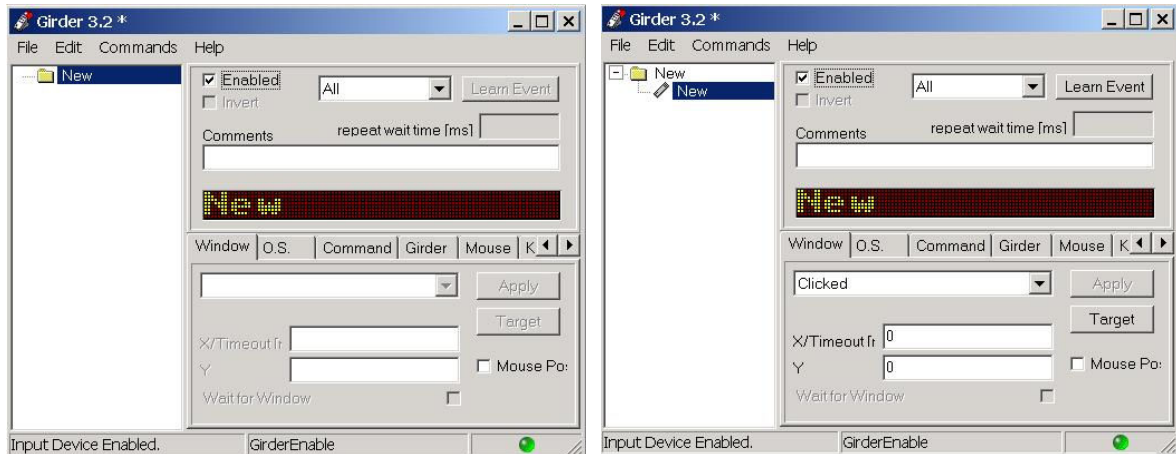 Girder 3.2 *
File Edit Commands Help
New
Enabled
All
Learn Event
Invert
repeat wait time [ms]
Comments
New
Window O.S. Command Girder Mouse K
Apply
Target
X/Timeout [r
Y
Mouse Po:
Wait for Window
Input Device Enabled. GirderEnable
Girder 3.2 *
File Edit Commands Help
New
New
Enabled
All
Learn Event
Invert
repeat wait time [ms]
Comments
New
Window O.S. Command Girder Mouse K
Clicked
Apply
Target
X/Timeout [r 0
Y 0
Mouse Po:
Wait for Window
Input Device Enabled. GirderEnable